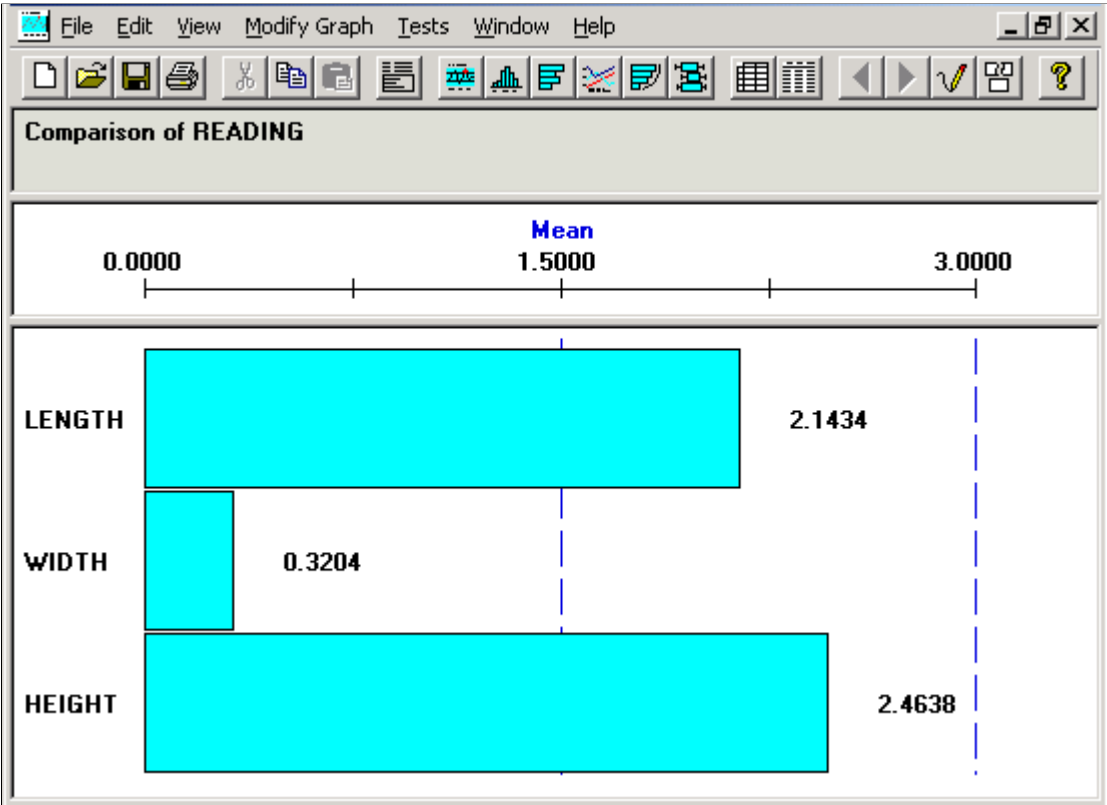 File Edit View Modify Graph Tests Window Help
Comparison of READING
Mean
0.0000 1.5000 3.0000
LENGTH 2.1434
WIDTH 0.3204
HEIGHT 2.4638